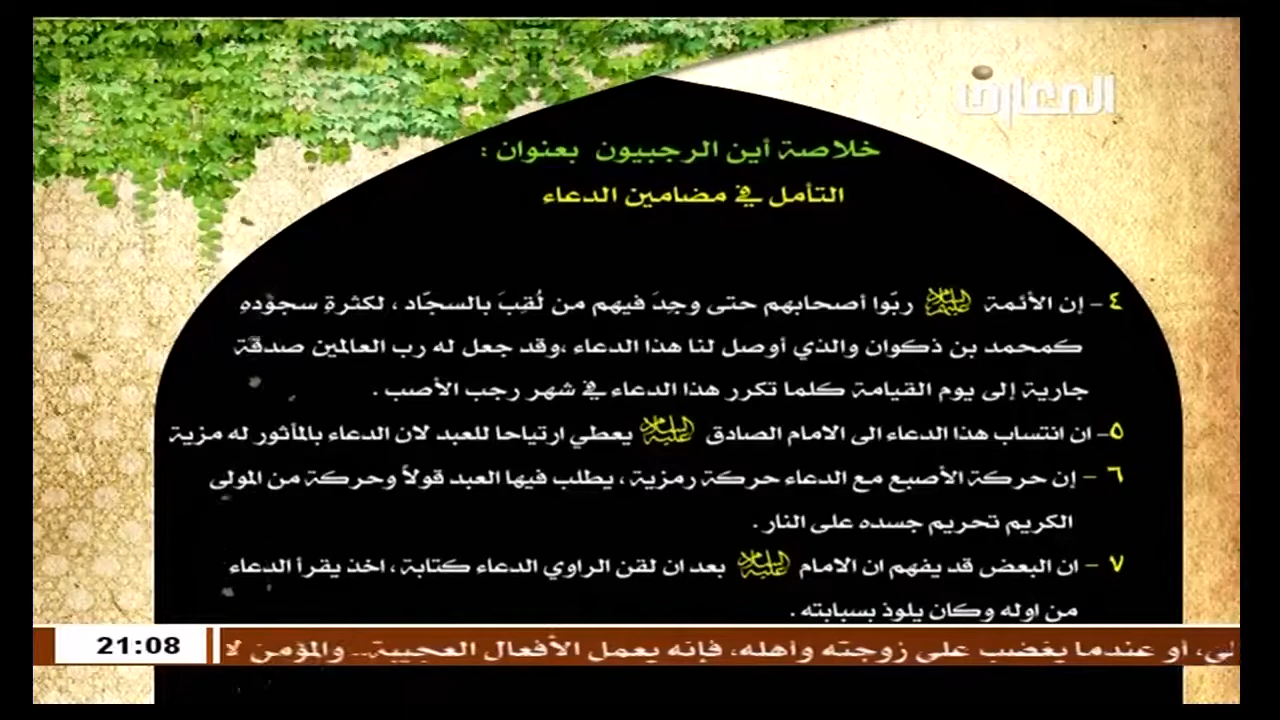 المعارف
خلاصة أين الرجبيون بعنوان :
التأمل في مضامين الدعاء
٤ - إن الأئمة عليهم السلام ربّوا أصحابهم حتى وجِدَ فيهم من لُقِبَ بالسجّاد ، لكثرةِ سجودهِ
كمحمد بن ذكوان والذي أوصل لنا هذا الدعاء ،وقد جعل له رب العالمين صدقة
جارية إلى يوم القيامة كلما تكرر هذا الدعاء في شهر رجب الأصب .
٥- ان انتساب هذا الدعاء الى الامام الصادق عليه السلام يعطي ارتياحا للعبد لان الدعاء بالمأثور له مزية
٦ - إن حركة الأصبع مع الدعاء حركة رمزية ، يطلب فيها العبد قولاً وحركة من المولى
الكريم تحريم جسده على النار .
٧ - ان البعض قد يفهم ان الامام عليه السلام بعد ان لقن الراوي الدعاء كتابة ، اخذ يقرأ الدعاء
من اوله وكان يلوذ بسبابته .
لى، أو عندما يغضب على زوجته وأهله، فإنه يعمل الأفعال العجيبة.. والمؤمن لا
21:08